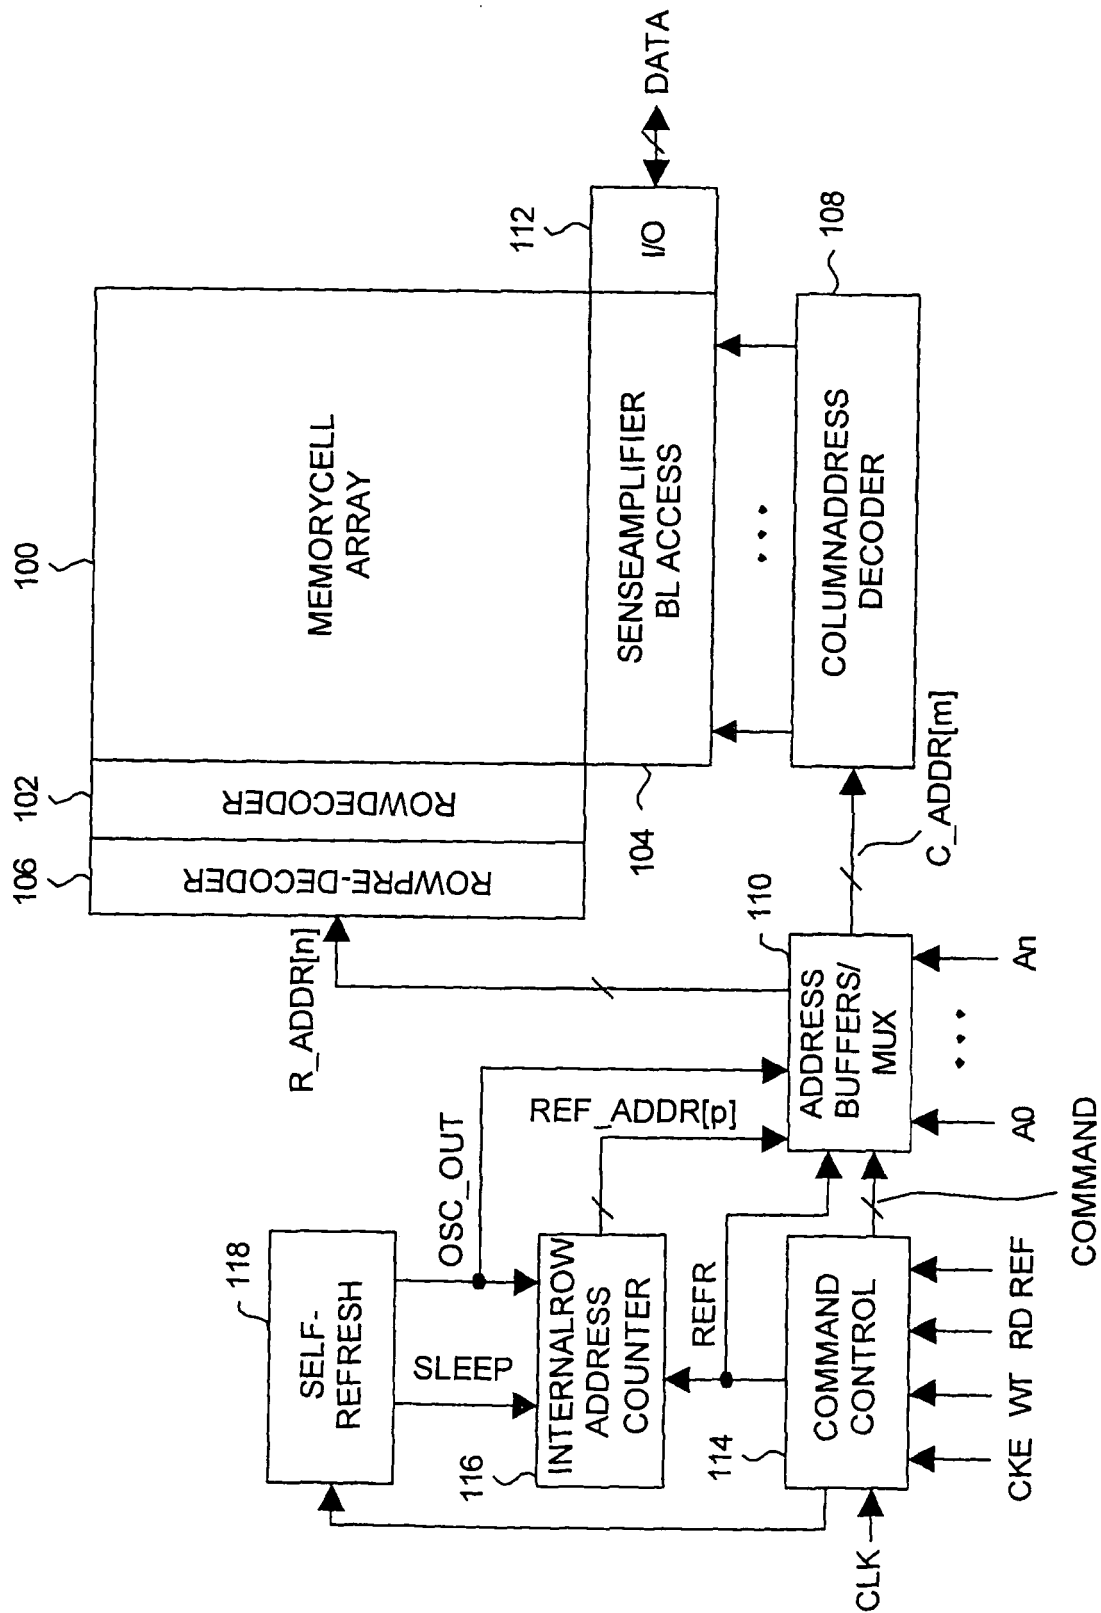 100
102
106
MEMORYCELL
ARRAY
ROWDECODER
ROWPRE-DECODER
112
I/O
DATA
SENSEAMPLIFIER
BL ACCESS
104
108
COLUMNADDRESS
DECODER
C_ADDR[m]
R_ADDR[n]
110
ADDRESS
BUFFERS/
MUX
A0
An
118
SELF-
REFRESH
OSC_OUT
SLEEP
REF_ADDR[p]
116
INTERNALROW
ADDRESS
COUNTER
REFR
114
COMMAND
CONTROL
COMMAND
CLK
CKE
WT
RD
REF